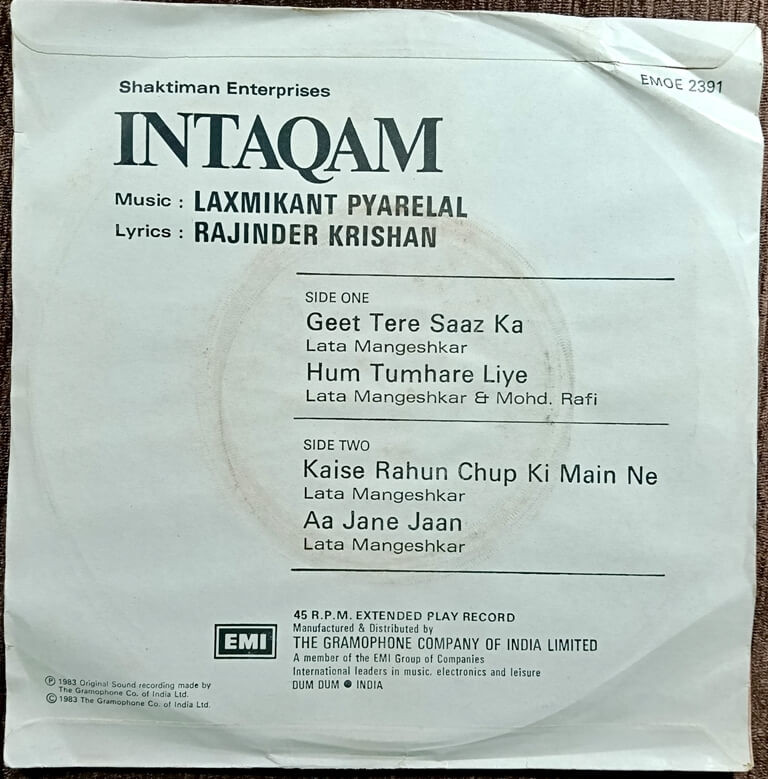 EMOE 2391
Shaktiman Enterprises
INTAQAM
Music : LAXMIKANT PYARELAL
Lyrics : RAJINDER KRISHAN
SIDE ONE
Geet Tere Saaz Ka
Lata Mangeshkar
Hum Tumhare Liye
Lata Mangeshkar & Mohd. Rafi
SIDE TWO
Kaise Rahun Chup Ki Main Ne
Lata Mangeshkar
Aa Jane Jaan
Lata Mangeshkar
EMI
45 R.P.M. EXTENDED PLAY RECORD
Manufactured & Distributed by
THE GRAMOPHONE COMPANY OF INDIA LIMITED
A member of the EMI Group of Companies
International leaders in music, electronics and leisure
DUM DUM ● INDIA
Ⓟ 1983 Original Sound recording made by
The Gramophone Co. of India Ltd.
© 1983 The Gramophone Co. of India Ltd.